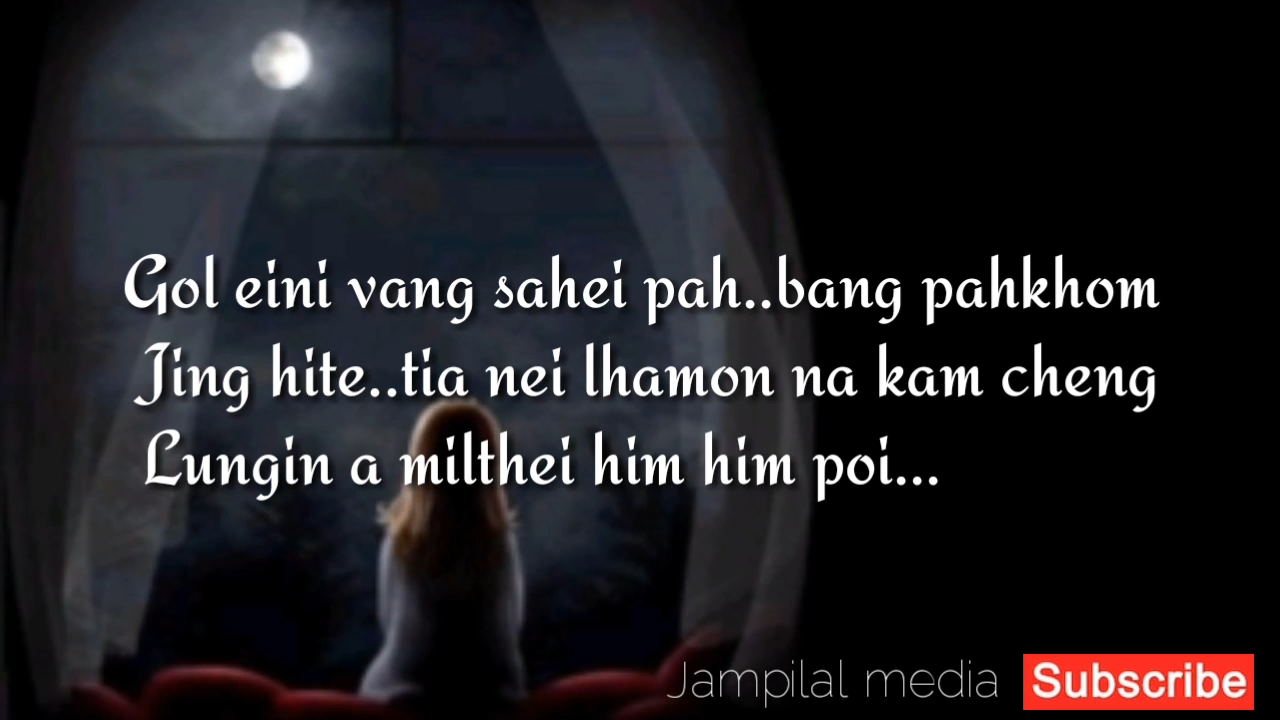 Gol eini vang sahei pah..bang pahkhom
Jing hite..tia nei lhamon na kam cheng
Lungin a milthei him him poi...
Jampilal media
Subscribe